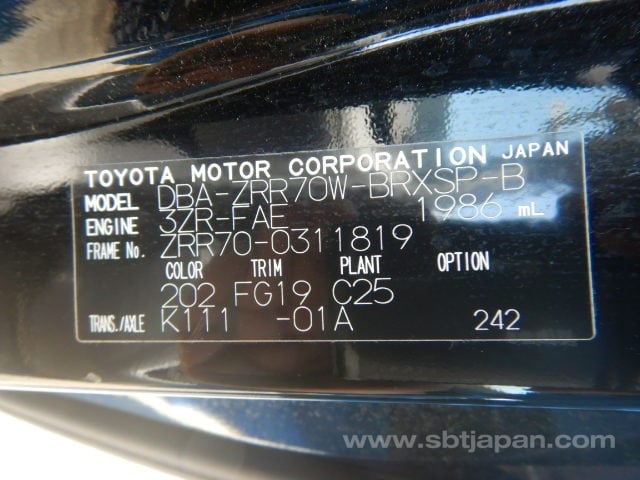 TOYOTA MOTOR CORPORATION JAPAN
MODEL DBA-ZRR70W-BRXSP-B
ENGINE 3ZR-FAE 1986 mL
FRAME No. ZRR70-0311819
COLOR TRIM PLANT OPTION
202 FG19 C25
TRANS./AXLE K111 -01A 242
www.sbtjapan.com